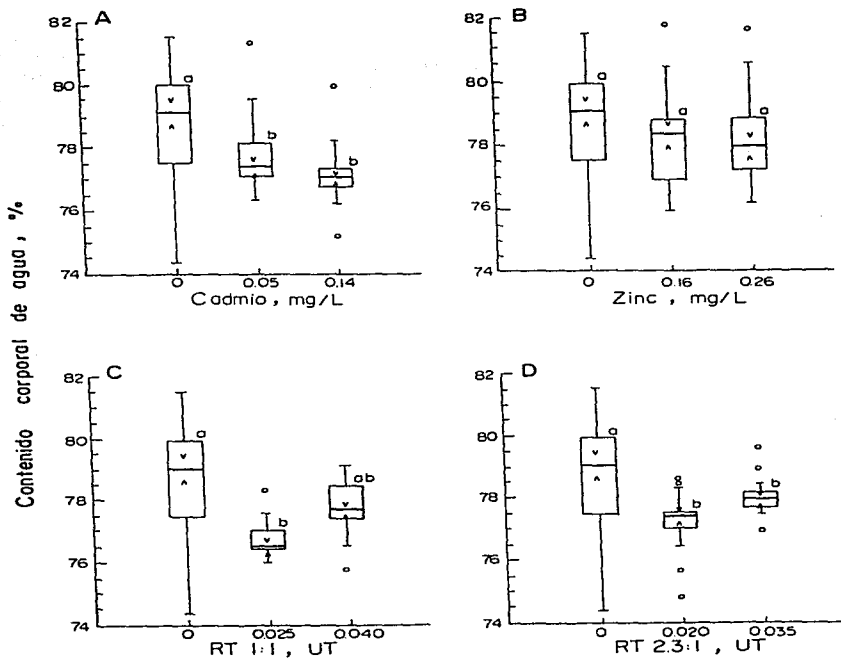 Contenido corporal de agua, %
A
82
80
78
76
74
a
b
b
0 0.05 0.14
Cadmio, mg/L
B
82
80
78
76
74
a
a
a
0 0.16 0.26
Zinc, mg/L
C
82
80
78
76
74
a
b
ab
0 0.025 0.040
RT 1:1, UT
D
82
80
78
76
74
a
b
b
0 0.020 0.035
RT 2.3:1, UT